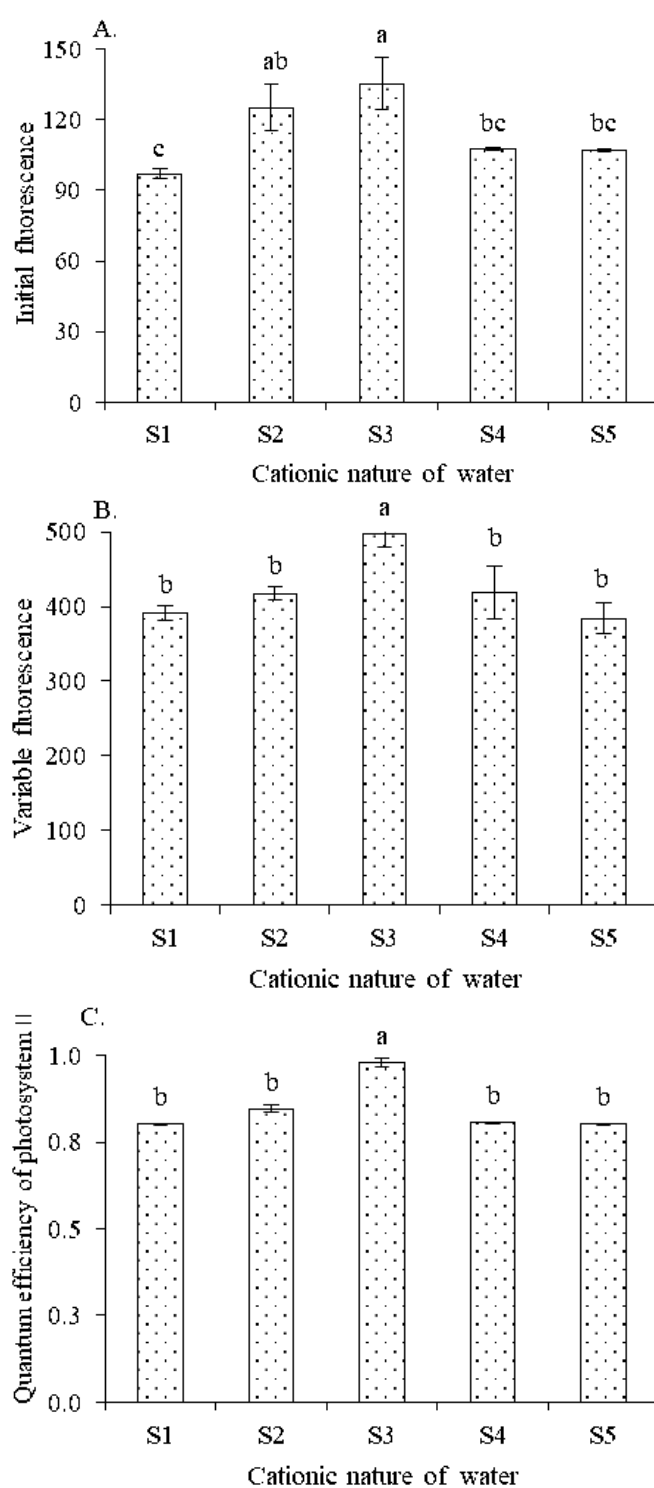 A.
150
120
90
60
30
0
Initial fluorescence
c
ab
a
bc
bc
S1 S2 S3 S4 S5
Cationic nature of water
B.
500
400
300
200
100
0
Variable fluorescence
b
b
a
b
b
S1 S2 S3 S4 S5
Cationic nature of water
C.
1.0
0.8
0.5
0.3
0.0
Quantum efficiency of photosystem II
b
b
a
b
b
S1 S2 S3 S4 S5
Cationic nature of water